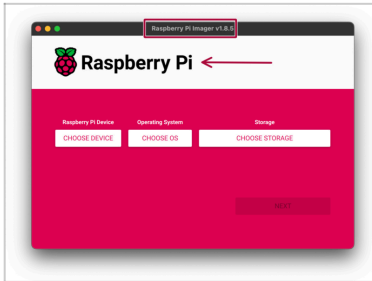 Raspberry Pi Imager v1.8.5
Raspberry Pi
Raspberry Pi Device
Operating System
Storage
CHOOSE DEVICE
CHOOSE OS
CHOOSE STORAGE
NEXT